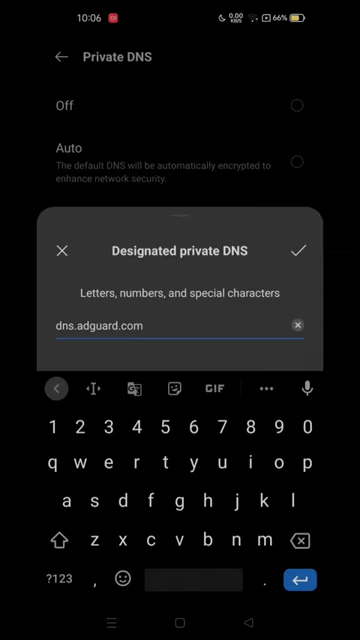 10:06
0.00
KB/S
66%
Private DNS
Off
Auto
The default DNS will be automatically encrypted to
enhance network security.
Designated private DNS
Letters, numbers, and special characters
dns.adguard.com
GIF
1 2 3 4 5 6 7 8 9 0
q w e r t y u i o p
a s d f g h j k l
z x c v b n m
?123 , .